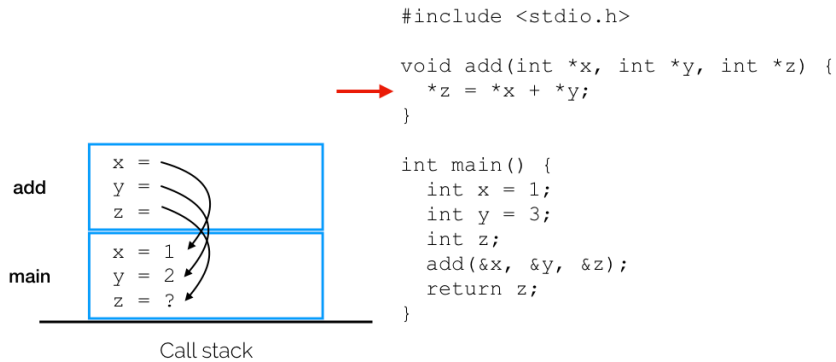 #include <stdio.h>
void add(int *x, int *y, int *z) {
*z = *x + *y;
}
int main() {
int x = 1;
int y = 3;
int z;
add(&x, &y, &z);
return z;
}
add
x =
y =
z =
main
x = 1
y = 2
z = ?
Call stack